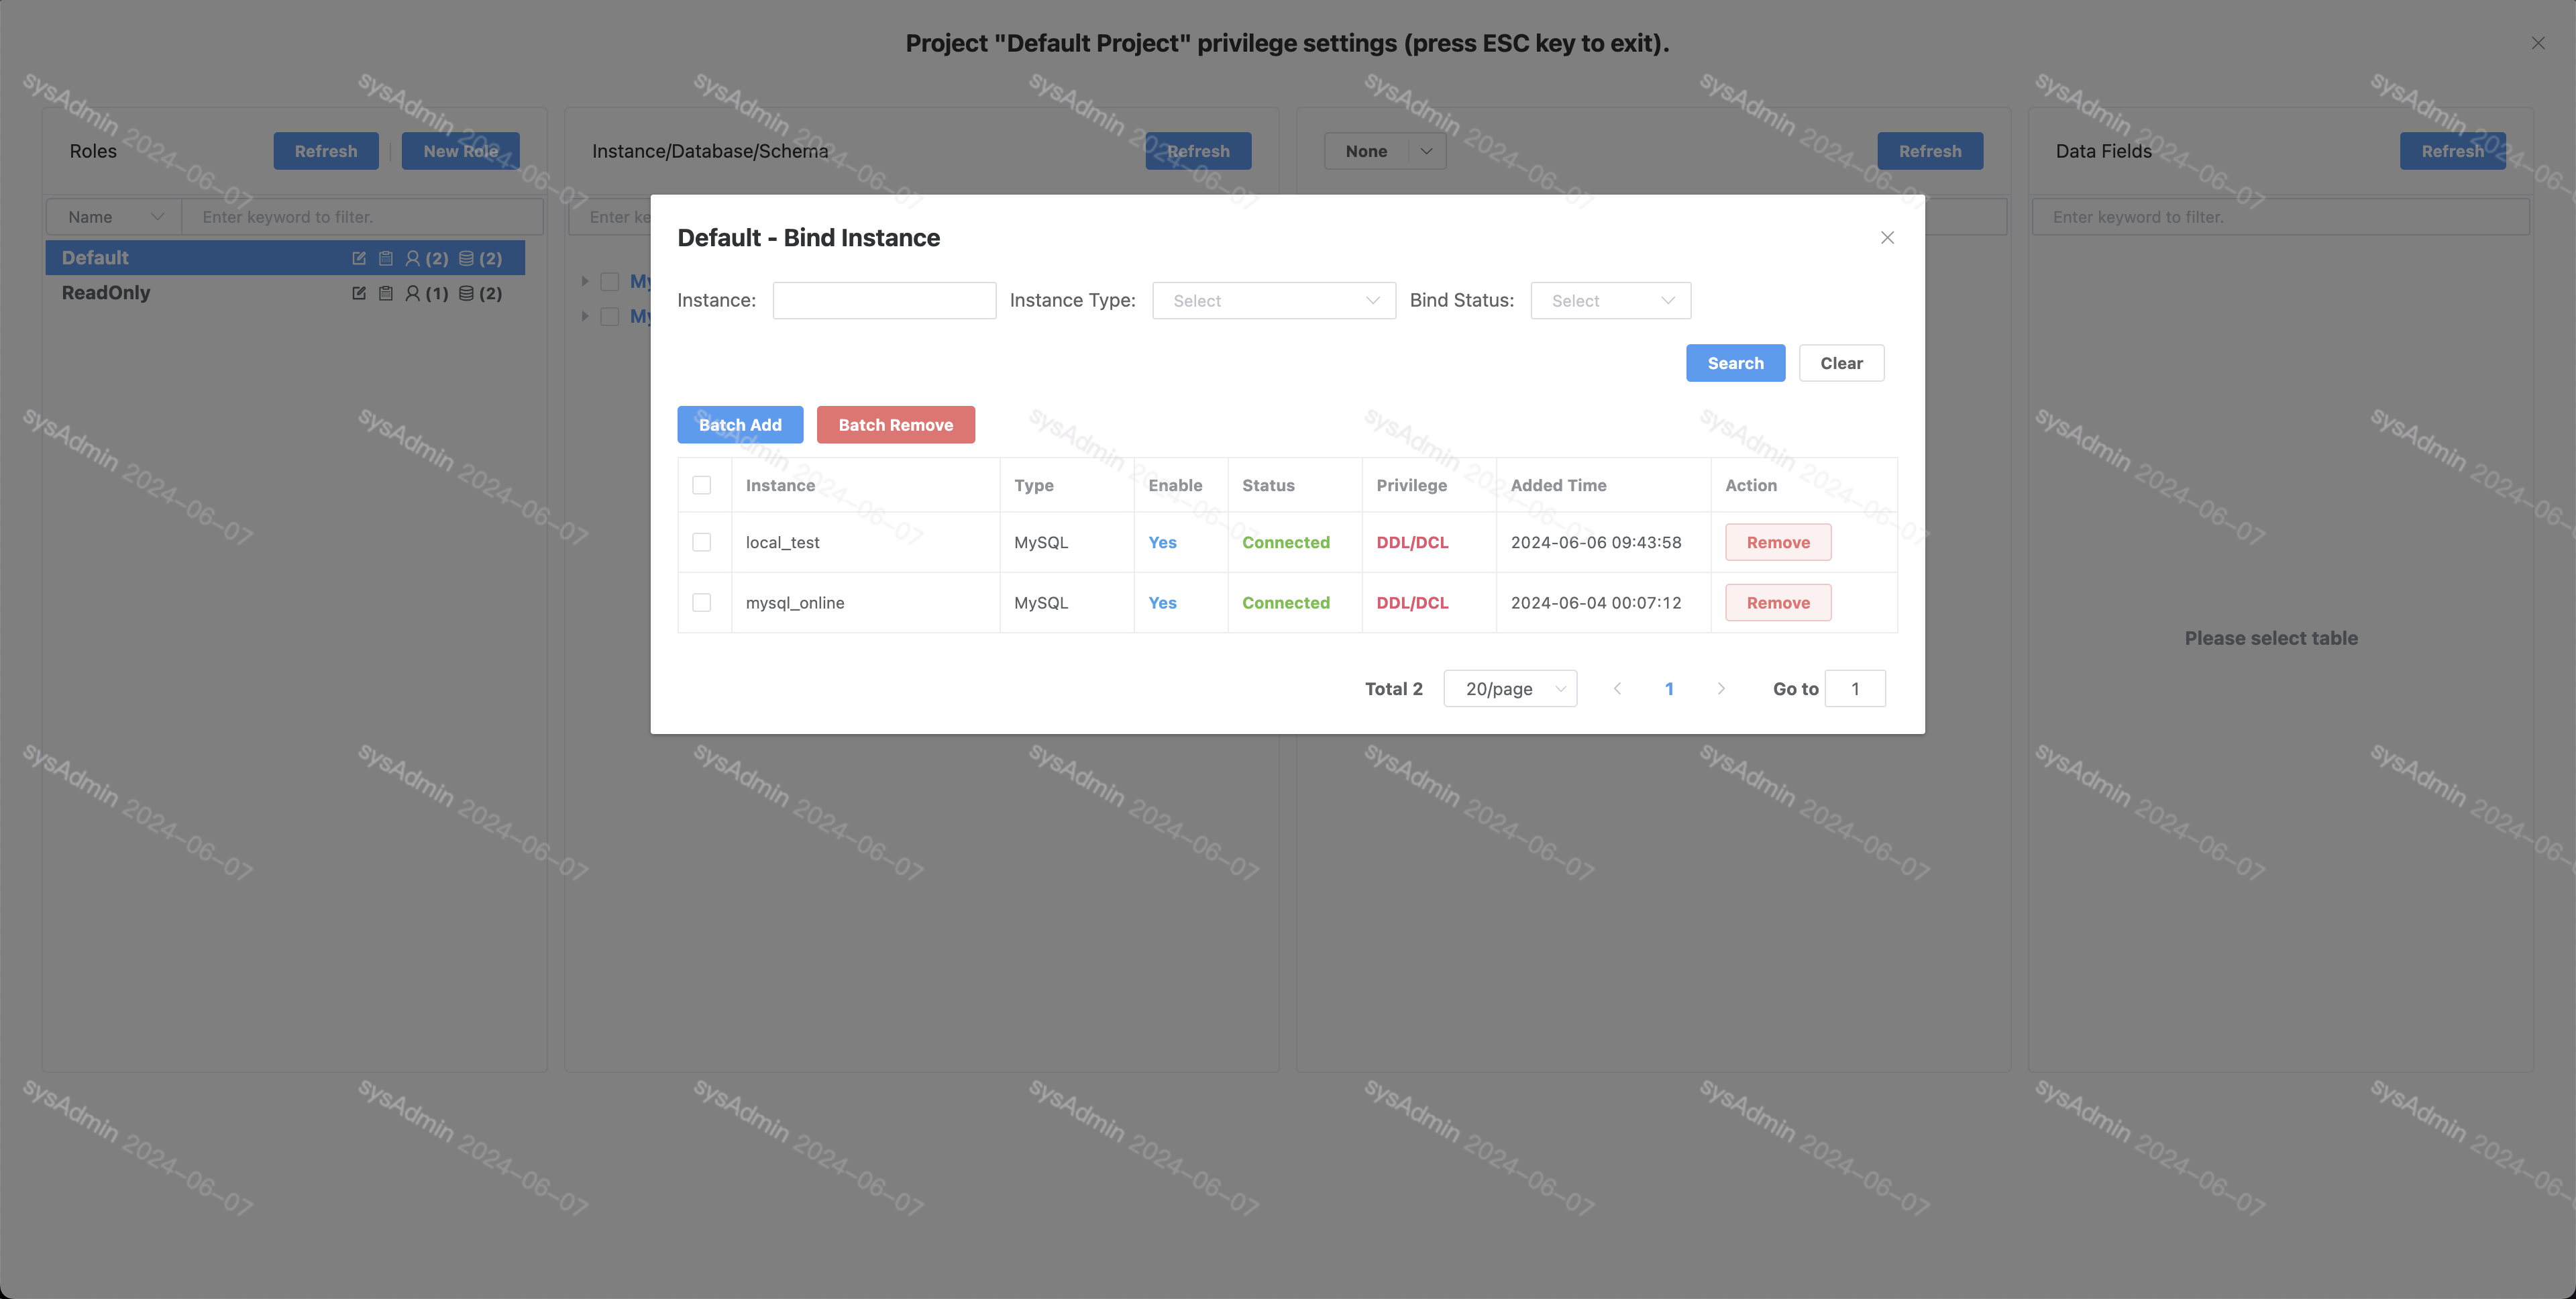 Project "Default Project" privilege settings (press ESC key to exit).
Roles Refresh New Role
Instance/Database/Schema Refresh
None Refresh
Data Fields Refresh
Name Enter keyword to filter.
Enter ke
Enter keyword to filter.
Default (2) (2)
ReadOnly (1) (2)
My
My
Default - Bind Instance
Instance: Instance Type: Select Bind Status: Select
Search Clear
Batch Add Batch Remove
Instance Type Enable Status Privilege Added Time Action
local_test MySQL Yes Connected DDL/DCL 2024-06-06 09:43:58 Remove
mysql_online MySQL Yes Connected DDL/DCL 2024-06-04 00:07:12 Remove
Total 2 20/page 1 Go to 1
Please select table
sysAdmin 2024-06-07